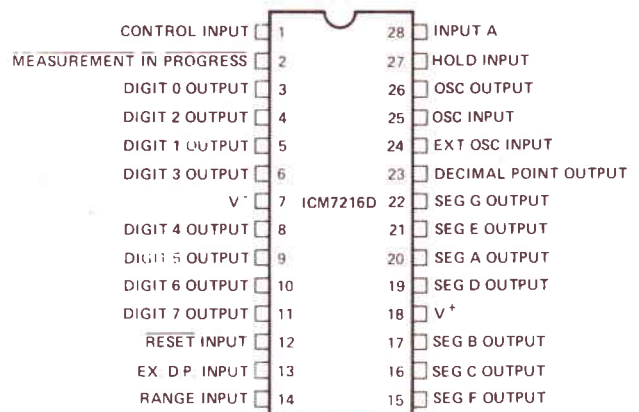 CONTROL INPUT 1 28 INPUT A
MEASUREMENT IN PROGRESS 2 27 HOLD INPUT
DIGIT 0 OUTPUT 3 26 OSC OUTPUT
DIGIT 2 OUTPUT 4 25 OSC INPUT
DIGIT 1 OUTPUT 5 24 EXT OSC INPUT
DIGIT 3 OUTPUT 6 23 DECIMAL POINT OUTPUT
V- 7 ICM7216D 22 SEG G OUTPUT
DIGIT 4 OUTPUT 8 21 SEG E OUTPUT
DIGIT 5 OUTPUT 9 20 SEG A OUTPUT
DIGIT 6 OUTPUT 10 19 SEG D OUTPUT
DIGIT 7 OUTPUT 11 18 V+
RESET INPUT 12 17 SEG B OUTPUT
EX. D.P. INPUT 13 16 SEG C OUTPUT
RANGE INPUT 14 15 SEG F OUTPUT